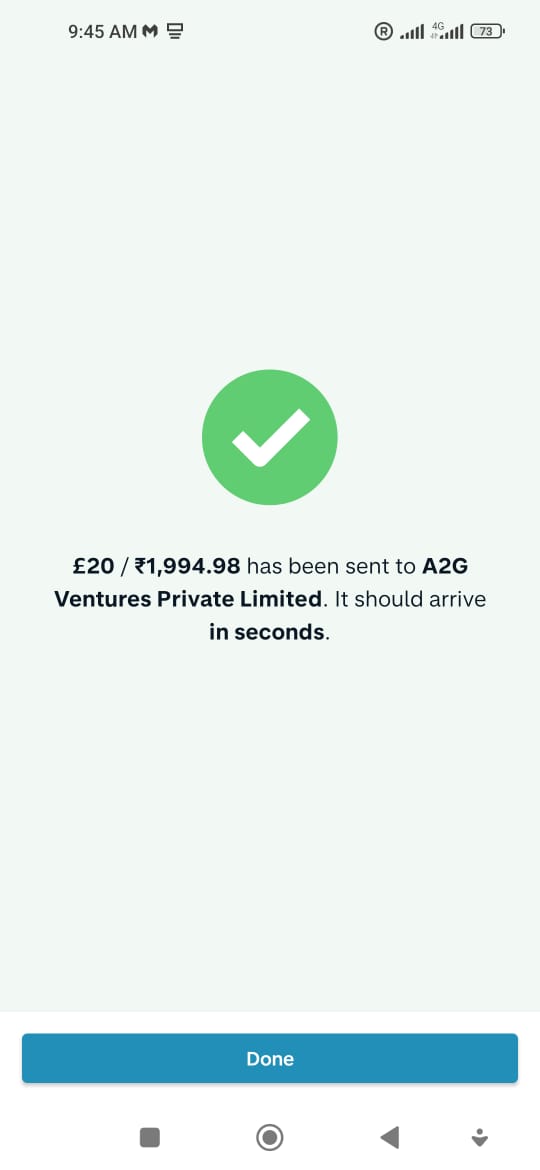 9:45 AM
R 4G 73
£20 / ₹1,994.98 has been sent to A2G
Ventures Private Limited. It should arrive
in seconds.
Done